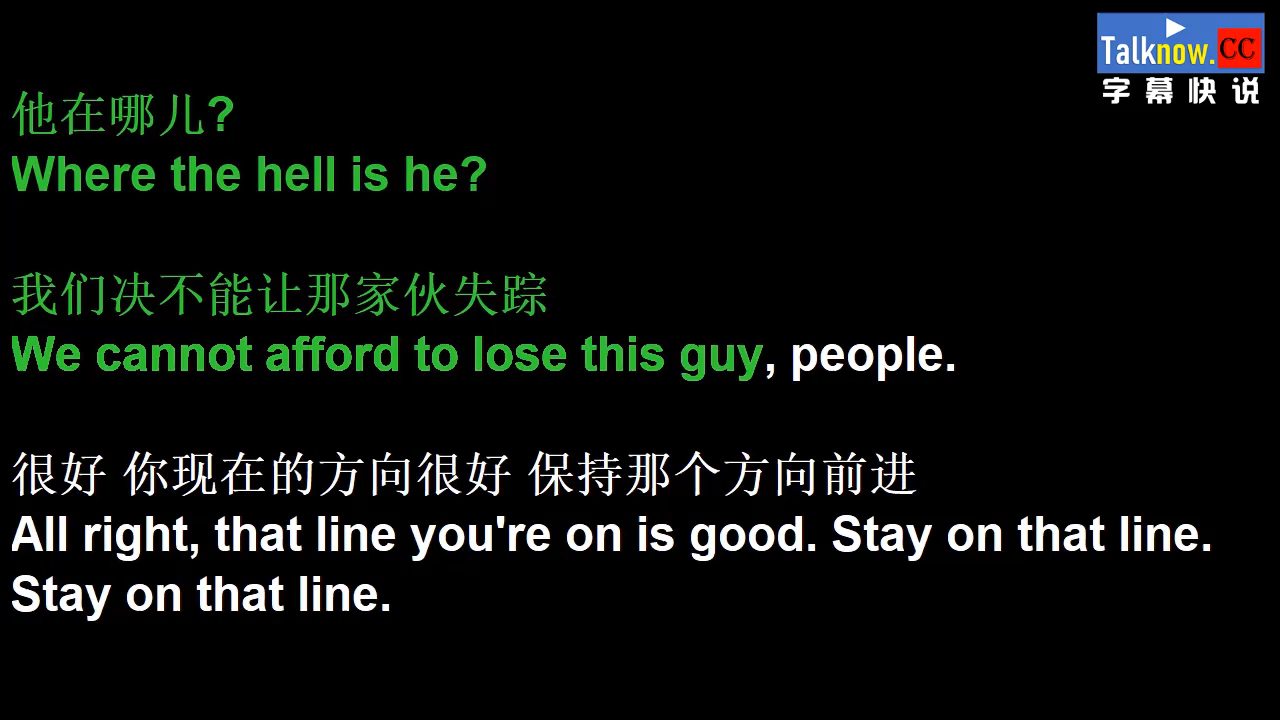 Talknow.CC
字幕快说
他在哪儿?
Where the hell is he?
我们决不能让那家伙失踪
We cannot afford to lose this guy, people.
很好 你现在的方向很好 保持那个方向前进
All right, that line you're on is good. Stay on that line.
Stay on that line.